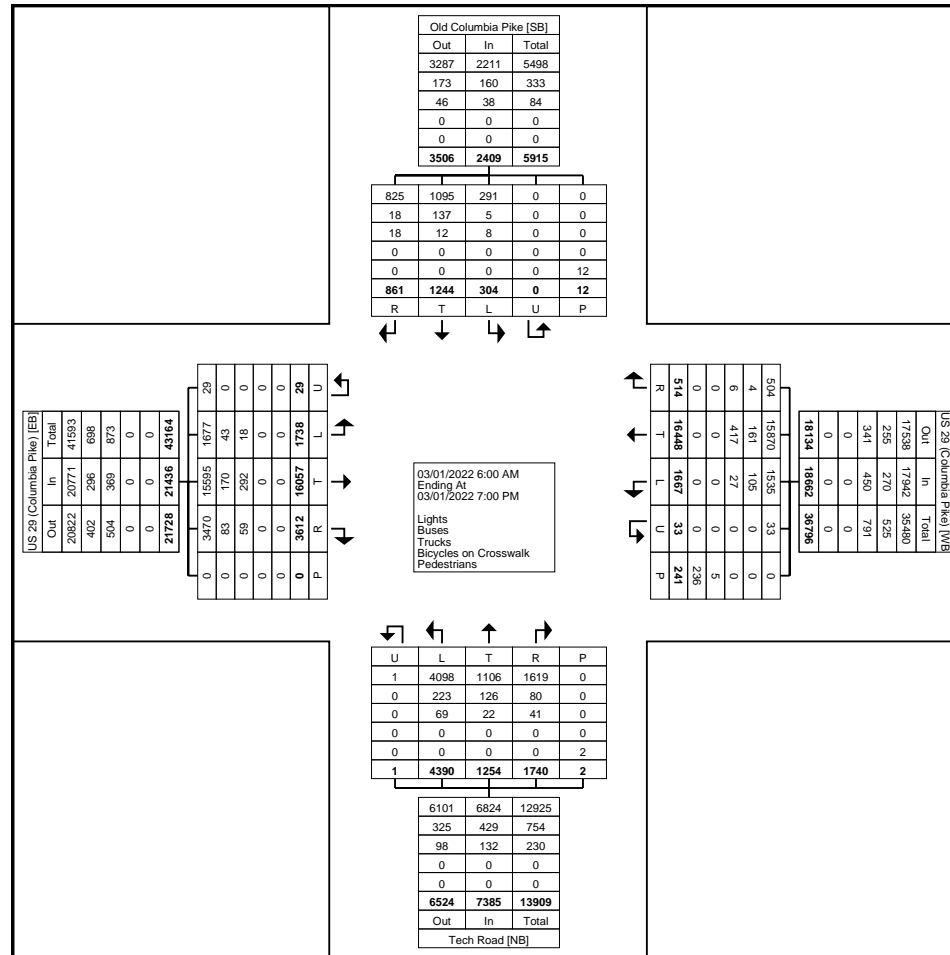 Old Columbia Pike [SB]
Out In Total
3287 2211 5498
173 160 333
46 38 84
0 0 0
0 0 0
3506 2409 5915
825 1095 291 0 0
18 137 5 0 0
18 12 8 0 0
0 0 0 0 0
0 0 0 0 12
861 1244 304 0 12
R T L U P
US 29 (Columbia Pike) [EB]
Total In Out
41593 20771 20822
698 296 402
873 369 504
0 0 0
0 0 0
43164 21436 21728
29 1677 15595 3470 0
0 43 170 83 0
0 18 292 59 0
0 0 0 0 0
0 0 0 0 0
29 1738 16057 3612 0
U L T R P
03/01/2022 6:00 AM
Ending At
03/01/2022 7:00 PM
Lights
Buses
Trucks
Bicycles on Crosswalk
Pedestrians
US 29 (Columbia Pike) [WB]
Out In Total
17538 17942 35480
255 270 525
341 450 791
0 0 0
0 0 0
18134 18662 36796
504 15870 1535 33 0
4 161 105 0 0
6 417 27 0 0
0 0 0 0 5
0 0 0 0 236
514 16448 1667 33 241
R T L U P
U L T R P
1 4098 1106 1619 0
0 223 126 80 0
0 69 22 41 0
0 0 0 0 0
0 0 0 0 2
1 4390 1254 1740 2
6101 6824 12925
325 429 754
98 132 230
0 0 0
0 0 0
6524 7385 13909
Out In Total
Tech Road [NB]